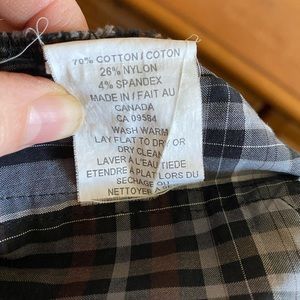 70% COTTON / COTON
26% NYLON
4% SPANDEX
MADE IN / FAIT AU
CANADA
CA 09584
WASH WARM
LAY FLAT TO DRY / OR
DRY CLEAN
LAVER A L'EAU TIEDE
ETENDRE A PLAT LORS DU
SECHAGE OU
NETTOYER A